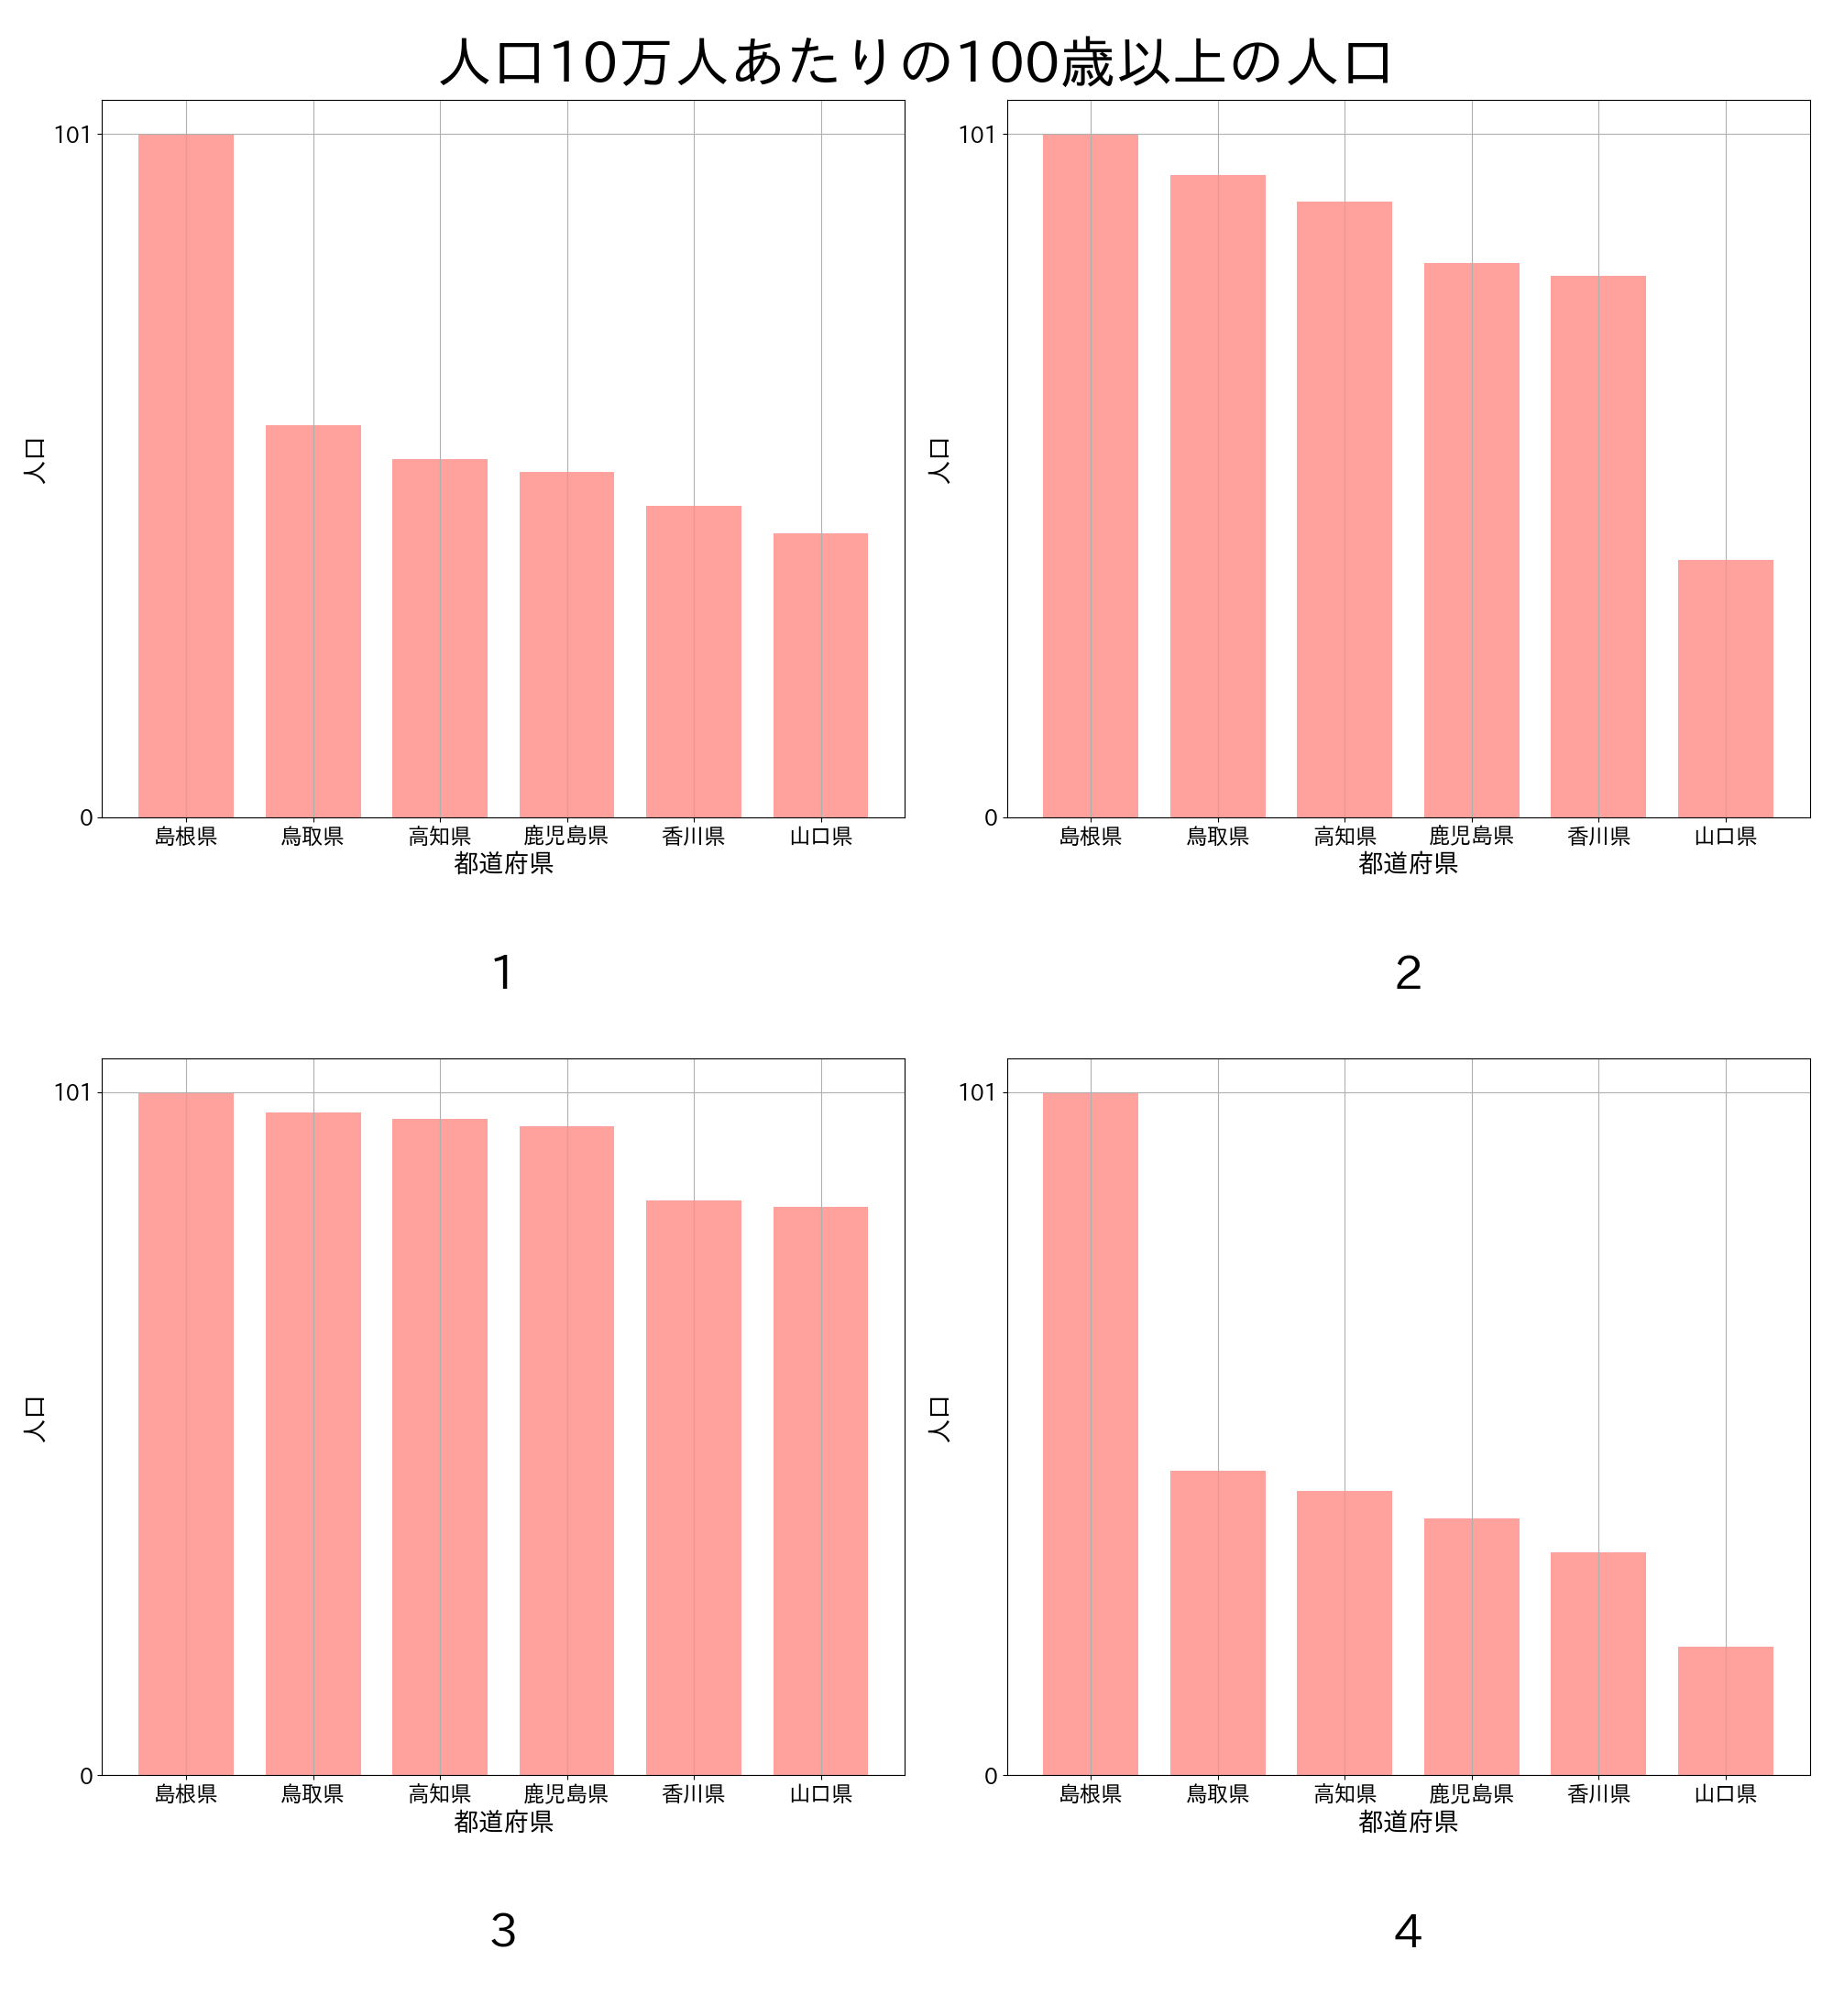 人口10万人あたりの100歳以上の人口
101
0
人口
島根県 鳥取県 高知県 鹿児島県 香川県 山口県
都道府県
1
101
0
人口
島根県 鳥取県 高知県 鹿児島県 香川県 山口県
都道府県
2
101
0
人口
島根県 鳥取県 高知県 鹿児島県 香川県 山口県
都道府県
3
101
0
人口
島根県 鳥取県 高知県 鹿児島県 香川県 山口県
都道府県
4